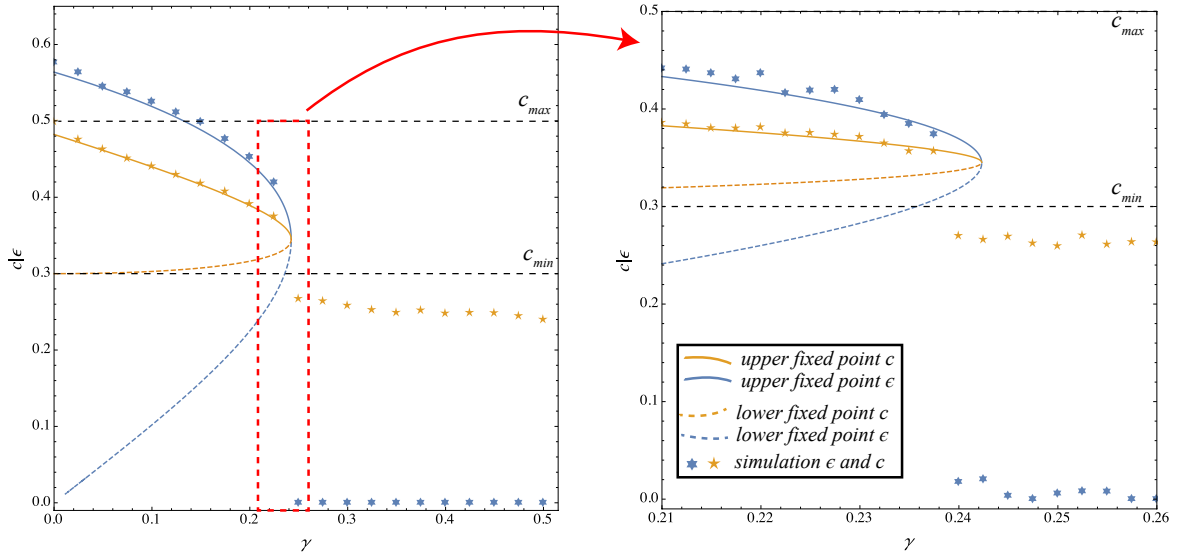 0.6
0.5
0.4
0.3
0.2
0.1
0.0
c|ϵ
c_max
c_min
0.0 0.1 0.2 0.3 0.4 0.5
γ
0.5
0.4
0.3
0.2
0.1
0.0
c|ϵ
c_max
c_min
upper fixed point c
upper fixed point ϵ
lower fixed point c
lower fixed point ϵ
simulation ϵ and c
0.21 0.22 0.23 0.24 0.25 0.26
γ